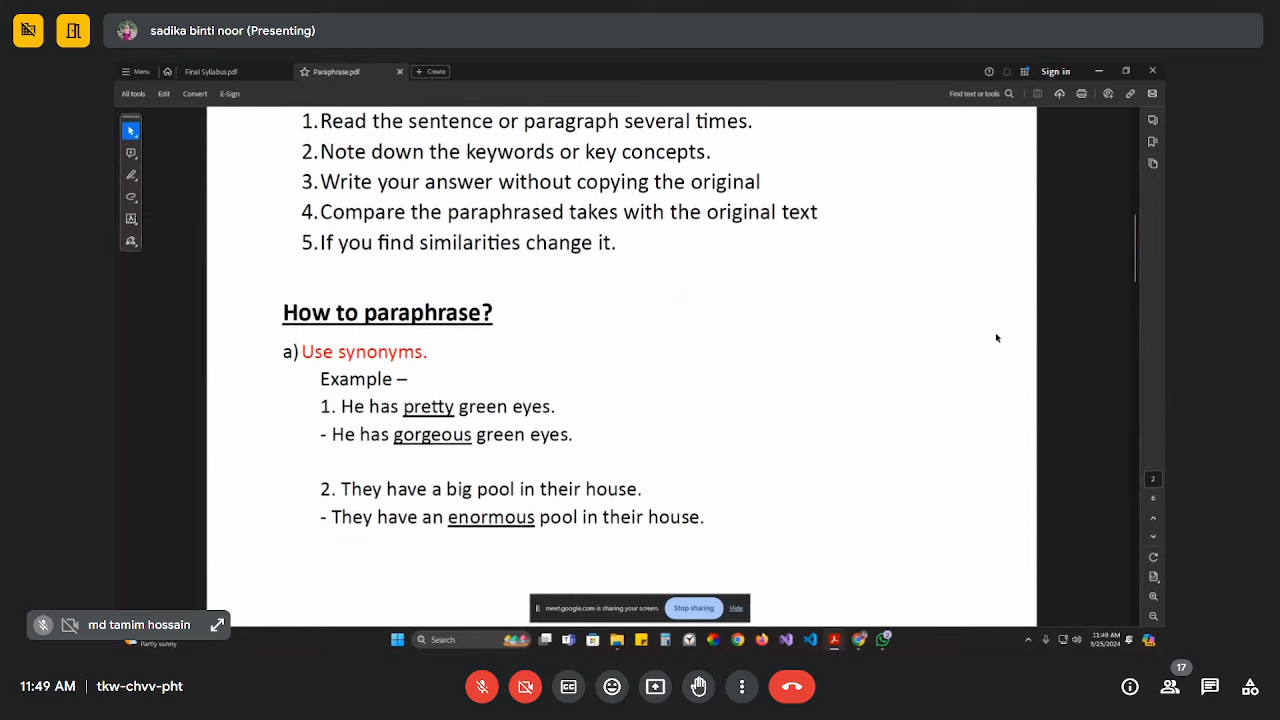 sadika binti noor (Presenting)
Menu
Final Syllabus.pdf
Paraphrase.pdf
Create
Sign in
All tools Edit Convert E-Sign
Find text or tools
1.Read the sentence or paragraph several times.
2.Note down the keywords or key concepts.
3.Write your answer without copying the original
4.Compare the paraphrased takes with the original text
5.If you find similarities change it.
How to paraphrase?
a) Use synonyms.
Example –
1. He has pretty green eyes.
- He has gorgeous green eyes.
2. They have a big pool in their house.
- They have an enormous pool in their house.
2
6
meet.google.com is sharing your screen. Stop sharing Hide
md tamim hossain
Partly sunny
Search
11:49 AM
3/25/2024
11:49 AM | tkw-chvv-pht
17